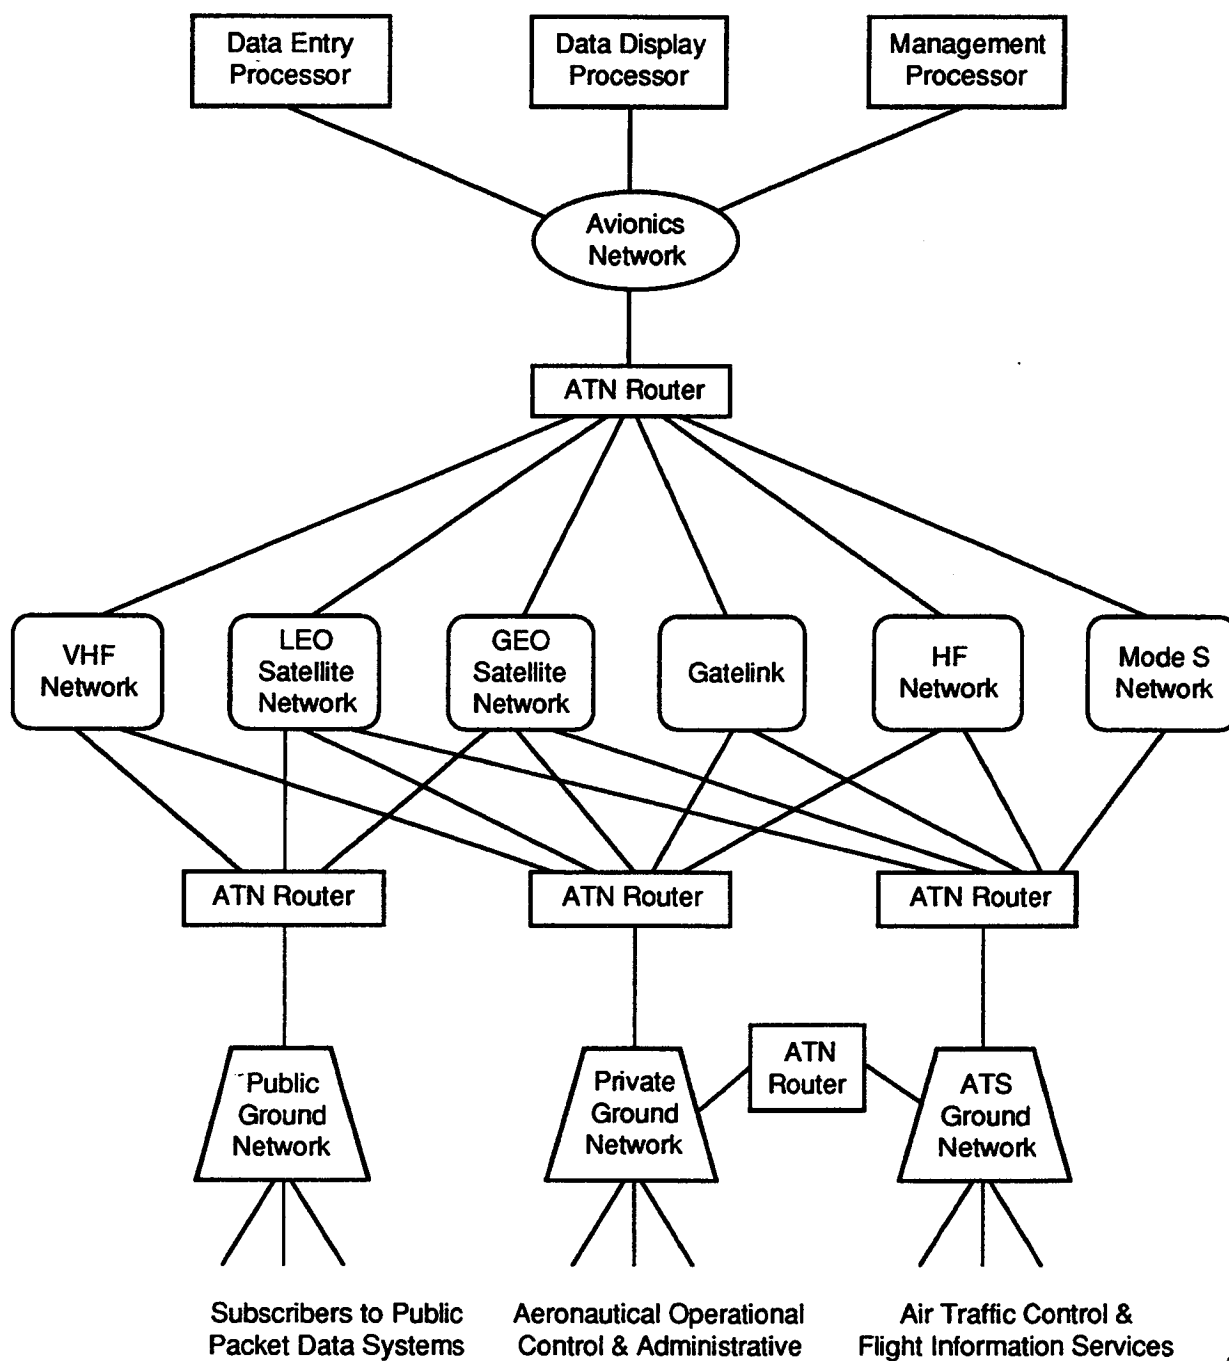 Data Entry
Processor
Data Display
Processor
Management
Processor
Avionics
Network
ATN Router
VHF
Network
LEO
Satellite
Network
GEO
Satellite
Network
Gatelink
HF
Network
Mode S
Network
ATN Router
ATN Router
ATN Router
Public
Ground
Network
Private
Ground
Network
ATN
Router
ATS
Ground
Network
Subscribers to Public
Packet Data Systems
Aeronautical Operational
Control & Administrative
Air Traffic Control &
Flight Information Services